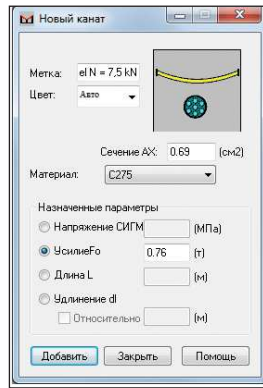 Новый канат
Метка: el N = 7,5 kN
Цвет: Авто
Сечение AX: 0.69 (см2)
Материал: C275
Назначенные параметры
Напряжение СИГМ (МПа)
УсилиеFo 0.76 (т)
Длина L (м)
Удлинение dl
Относительно (м)
Добавить Закрыть Помощь